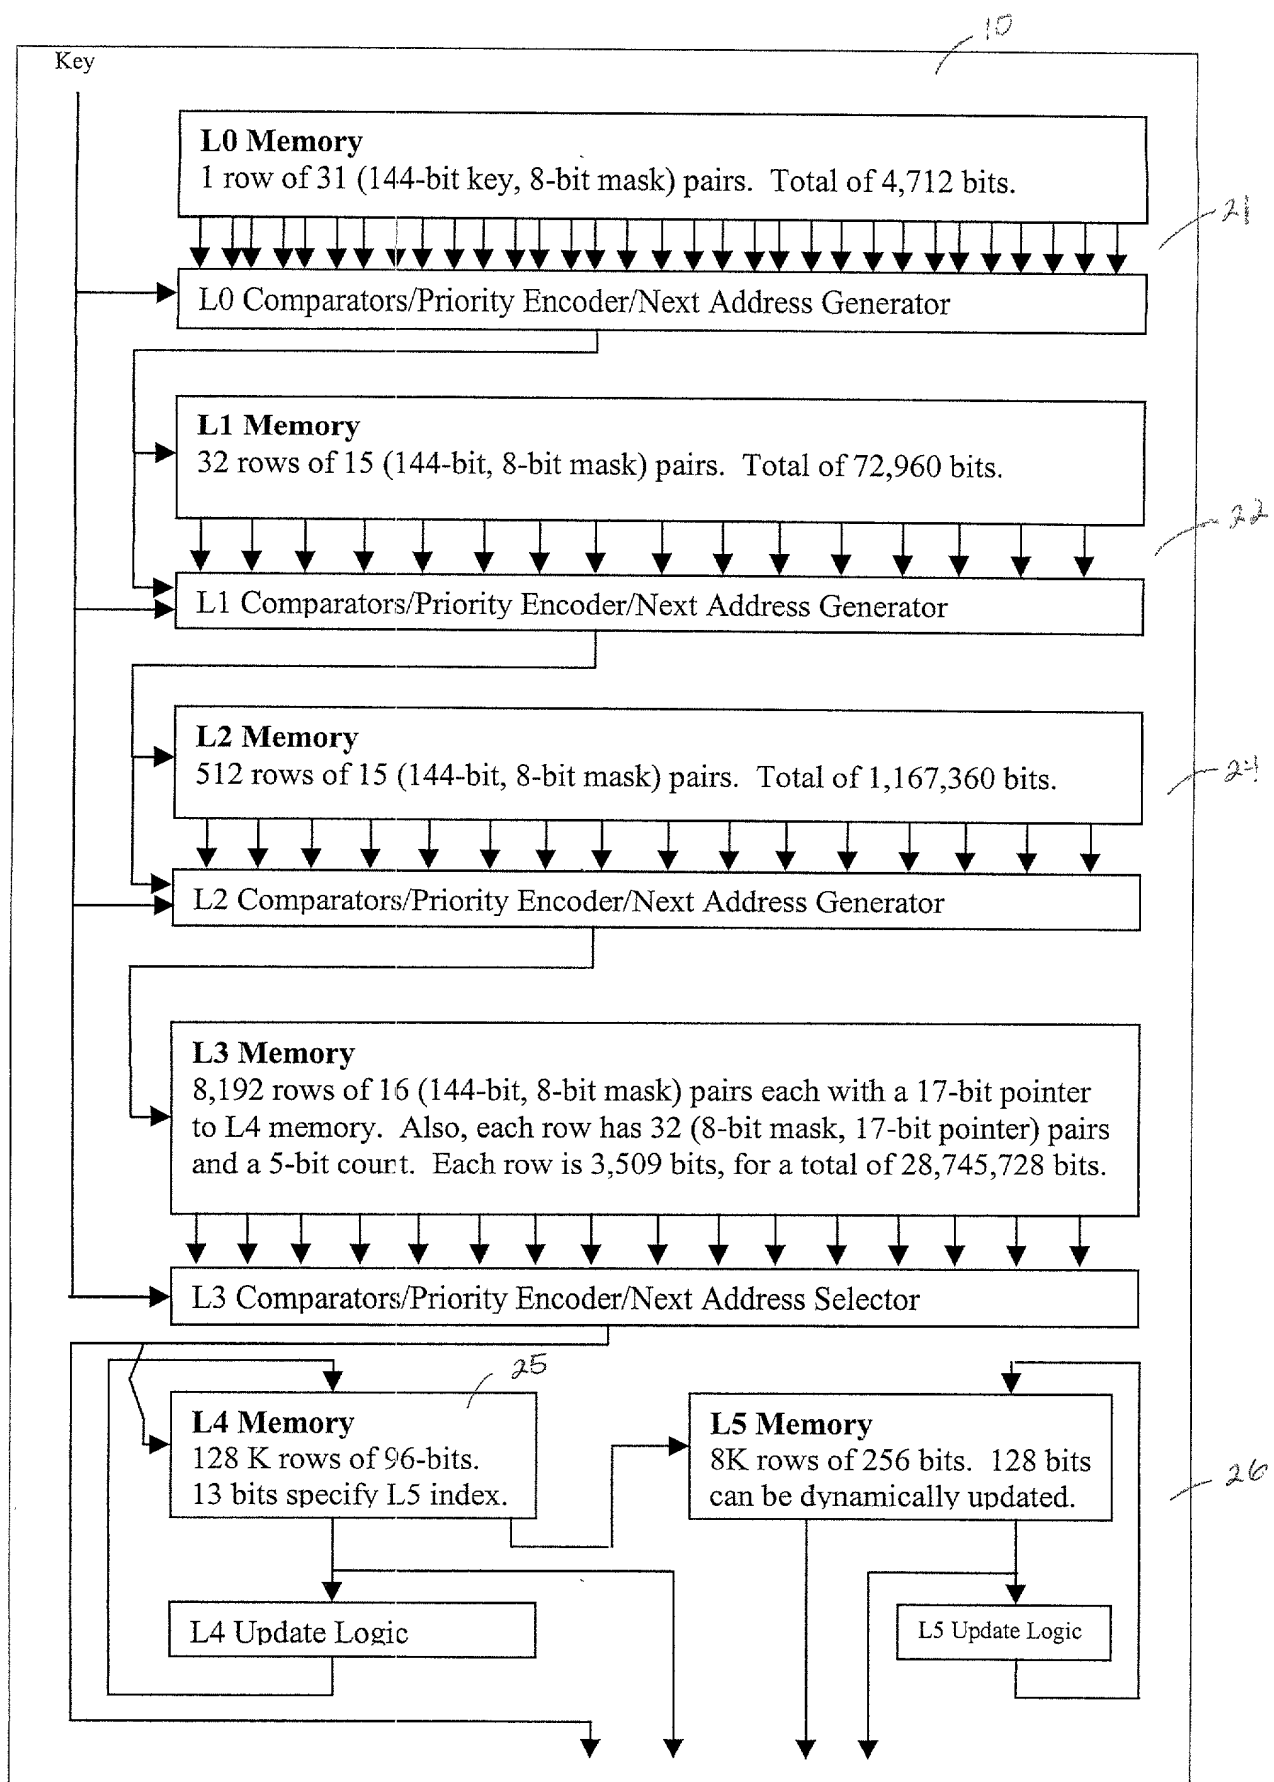 10
Key
L0 Memory
1 row of 31 (144-bit key, 8-bit mask) pairs. Total of 4,712 bits.
21
L0 Comparators/Priority Encoder/Next Address Generator
L1 Memory
32 rows of 15 (144-bit, 8-bit mask) pairs. Total of 72,960 bits.
22
L1 Comparators/Priority Encoder/Next Address Generator
L2 Memory
512 rows of 15 (144-bit, 8-bit mask) pairs. Total of 1,167,360 bits.
24
L2 Comparators/Priority Encoder/Next Address Generator
L3 Memory
8,192 rows of 16 (144-bit, 8-bit mask) pairs each with a 17-bit pointer
to L4 memory. Also, each row has 32 (8-bit mask, 17-bit pointer) pairs
and a 5-bit count. Each row is 3,509 bits, for a total of 28,745,728 bits.
L3 Comparators/Priority Encoder/Next Address Selector
25
L4 Memory
128 K rows of 96-bits.
13 bits specify L5 index.
L5 Memory
8K rows of 256 bits. 128 bits
can be dynamically updated.
26
L4 Update Logic
L5 Update Logic